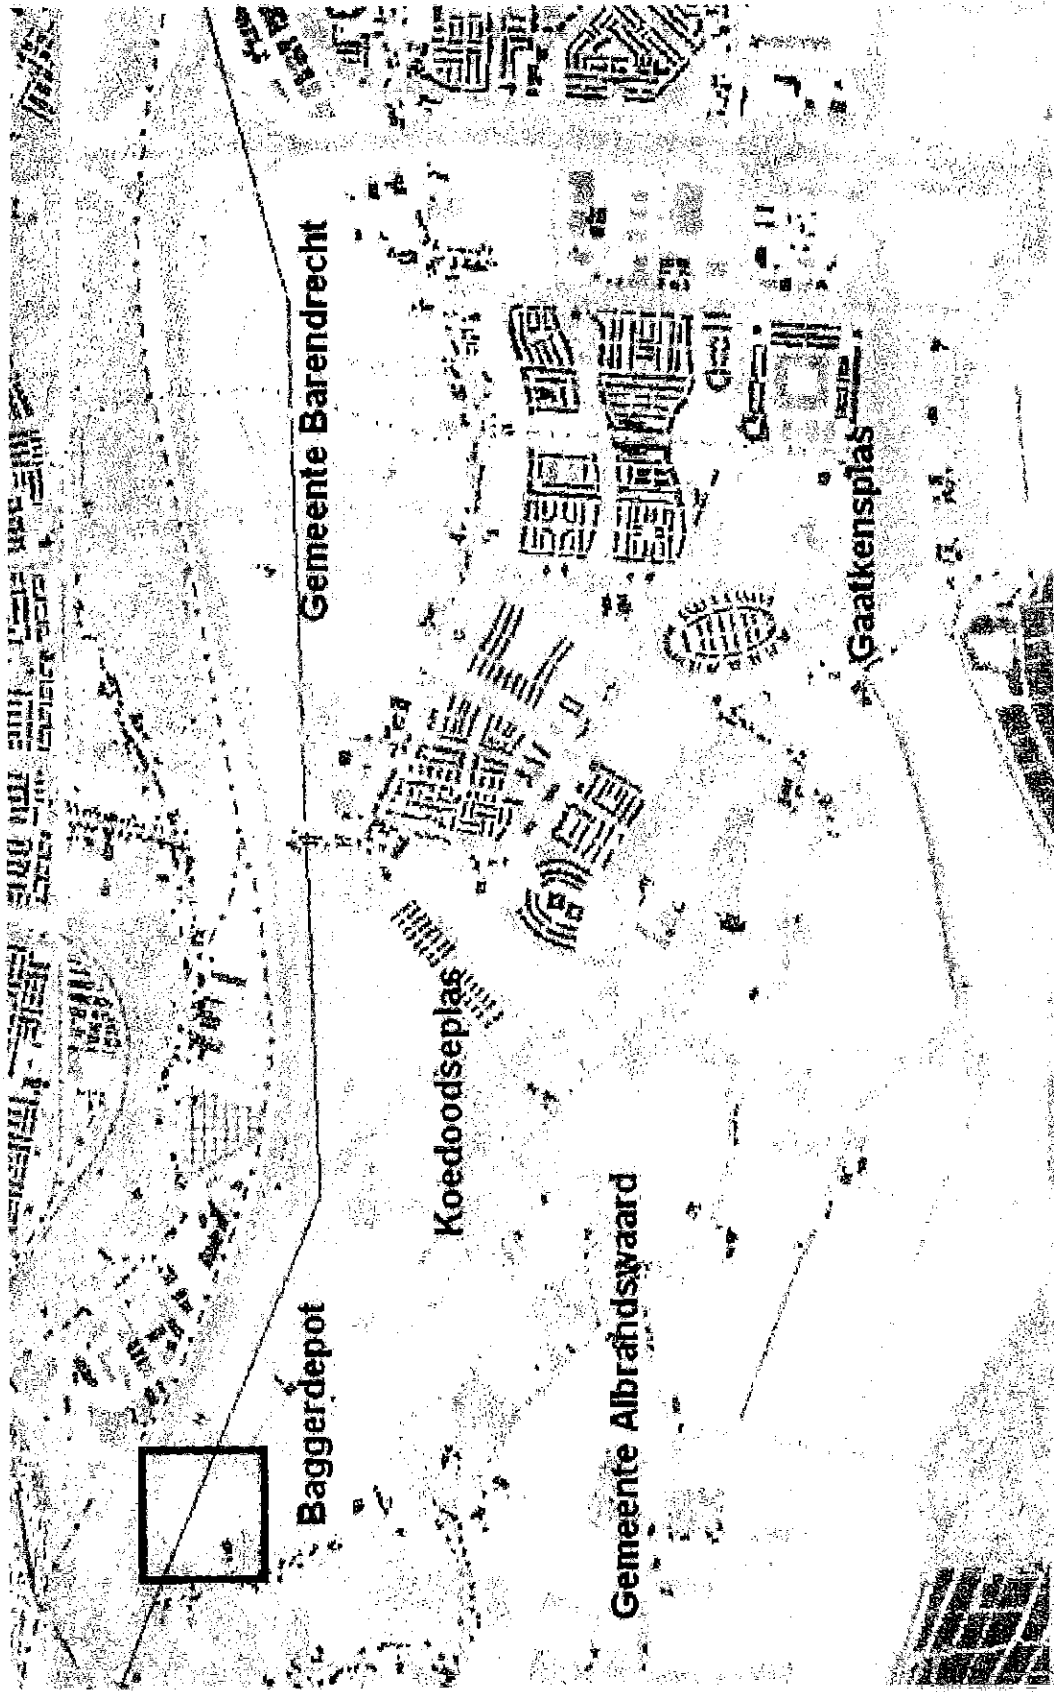 Gemeente Barendrecht
Gaatkensplas
Koedoodseplas
Baggerdepot
Gemeente Albrandswaard